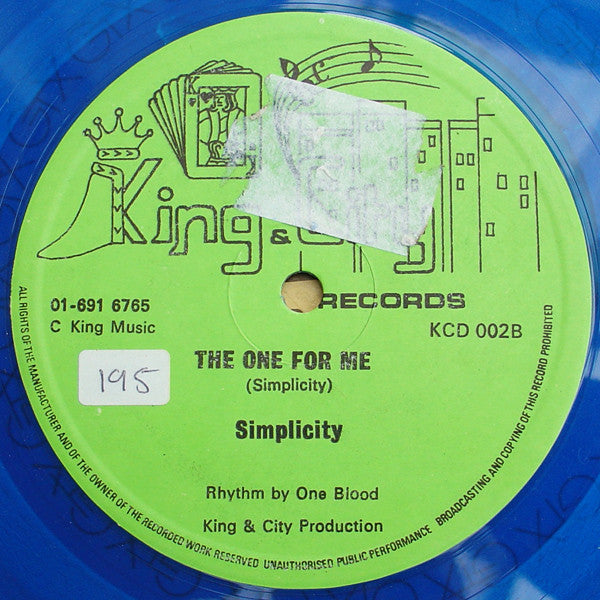 King & City
RECORDS
01-691 6765
C King Music
KCD 002B
THE ONE FOR ME
(Simplicity)
195
Simplicity
Rhythm by One Blood
King & City Production
ALL RIGHTS OF THE MANUFACTURER AND OF THE OWNER OF THE RECORDED WORK RESERVED UNAUTHORISED PUBLIC PERFORMANCE BROADCASTING AND COPYING OF THIS RECORD PROHIBITED